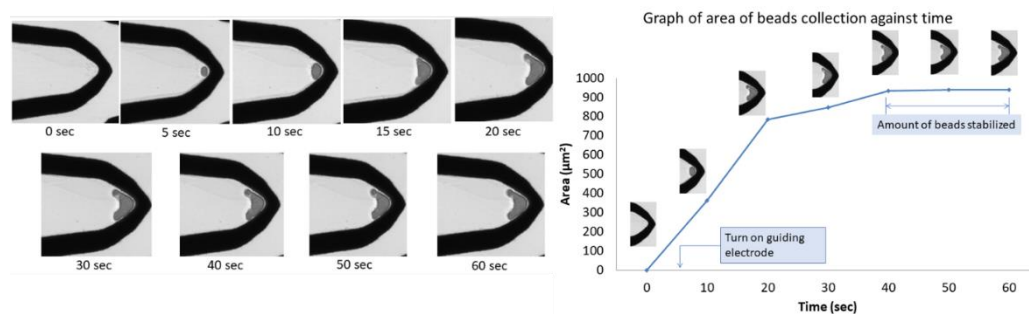 0 sec
5 sec
10 sec
15 sec
20 sec
30 sec
40 sec
50 sec
60 sec
Graph of area of beads collection against time
Area (µm²)
1000
900
800
700
600
500
400
300
200
100
0
Amount of beads stabilized
Turn on guiding
electrode
0 10 20 30 40 50 60
Time (sec)